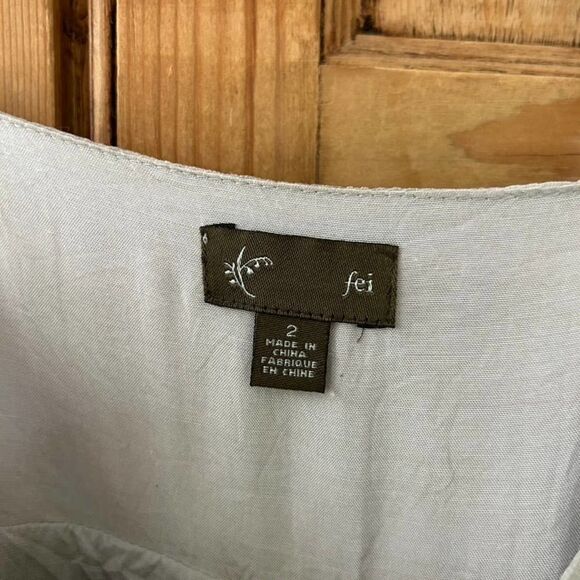 fei
2
MADE IN
CHINA
FABRIQUE
EN CHINE